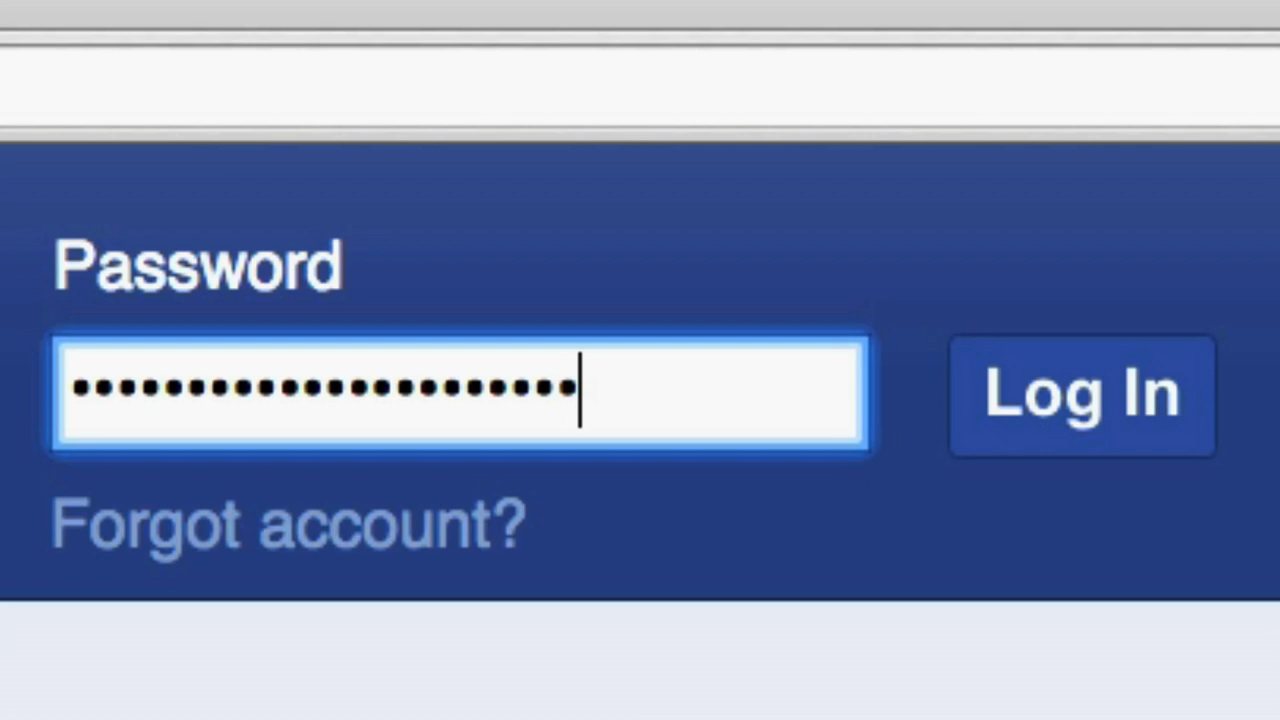 Password
••••••••••••••••••••••
Log In
Forgot account?